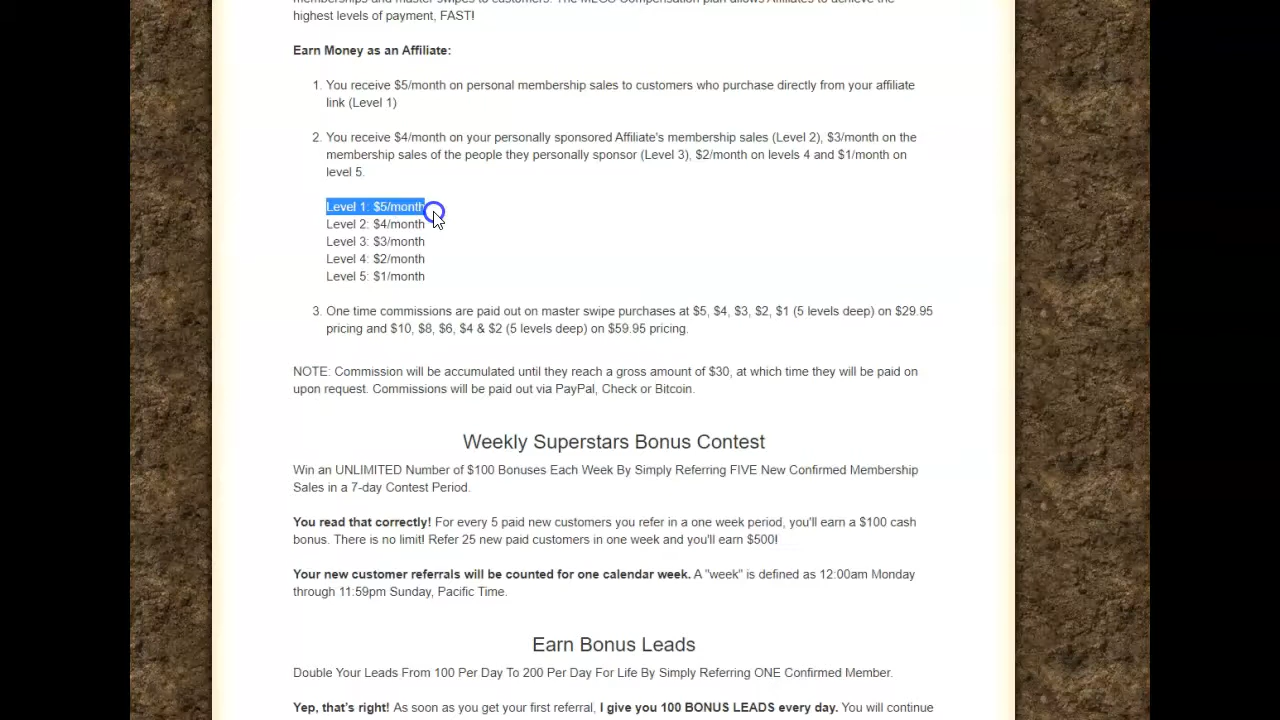 highest levels of payment, FAST!
Earn Money as an Affiliate:
1. You receive $5/month on personal membership sales to customers who purchase directly from your affiliate
link (Level 1)
2. You receive $4/month on your personally sponsored Affiliate's membership sales (Level 2), $3/month on the
membership sales of the people they personally sponsor (Level 3), $2/month on levels 4 and $1/month on
level 5.
Level 1: $5/month
Level 2: $4/month
Level 3: $3/month
Level 4: $2/month
Level 5: $1/month
3. One time commissions are paid out on master swipe purchases at $5, $4, $3, $2, $1 (5 levels deep) on $29.95
pricing and $10, $8, $6, $4 & $2 (5 levels deep) on $59.95 pricing.
NOTE: Commission will be accumulated until they reach a gross amount of $30, at which time they will be paid on
upon request. Commissions will be paid out via PayPal, Check or Bitcoin.
Weekly Superstars Bonus Contest
Win an UNLIMITED Number of $100 Bonuses Each Week By Simply Referring FIVE New Confirmed Membership
Sales in a 7-day Contest Period.
You read that correctly! For every 5 paid new customers you refer in a one week period, you'll earn a $100 cash
bonus. There is no limit! Refer 25 new paid customers in one week and you'll earn $500!
Your new customer referrals will be counted for one calendar week. A "week" is defined as 12:00am Monday
through 11:59pm Sunday, Pacific Time.
Earn Bonus Leads
Double Your Leads From 100 Per Day To 200 Per Day For Life By Simply Referring ONE Confirmed Member.
Yep, that's right! As soon as you get your first referral, I give you 100 BONUS LEADS every day. You will continue